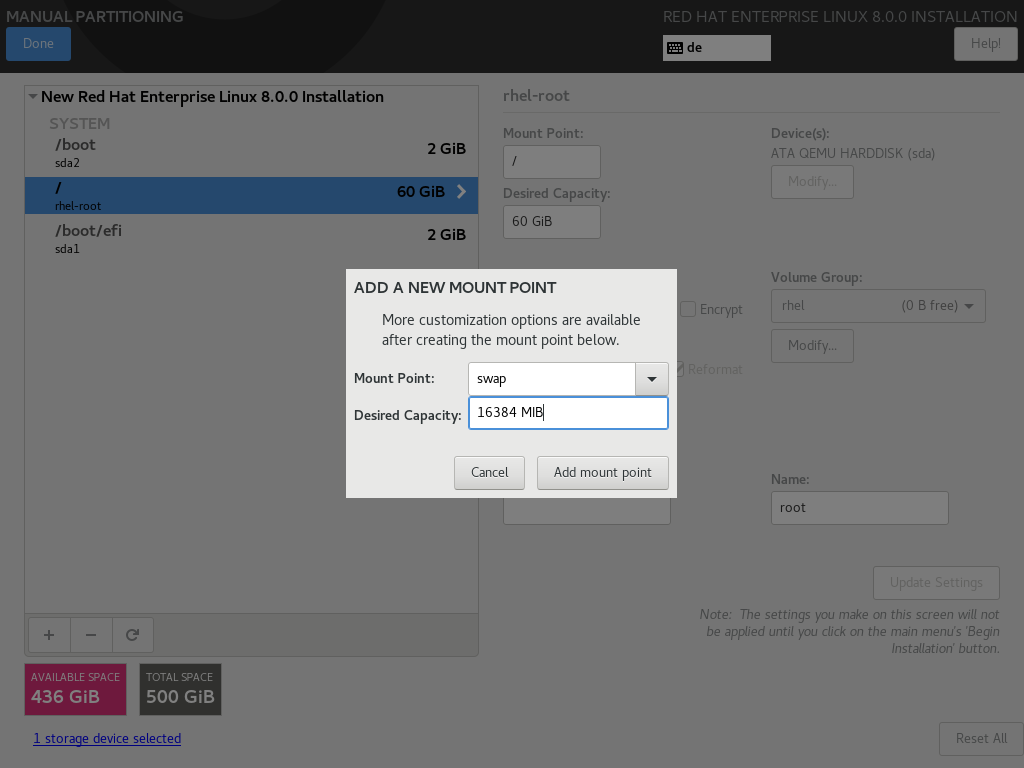 MANUAL PARTITIONING
RED HAT ENTERPRISE LINUX 8.0.0 INSTALLATION
Done
de
Help!
New Red Hat Enterprise Linux 8.0.0 Installation
SYSTEM
/boot
sda2
2 GiB
/
rhel-root
60 GiB
/boot/efi
sda1
2 GiB
rhel-root
Mount Point:
/
Desired Capacity:
60 GiB
Device(s):
ATA QEMU HARDDISK (sda)
Modify...
Volume Group:
rhel (0 B free)
Modify...
Encrypt
Reformat
Name:
root
ADD A NEW MOUNT POINT
More customization options are available
after creating the mount point below.
Mount Point:
swap
Desired Capacity:
16384 MIB
Cancel
Add mount point
Update Settings
Note: The settings you make on this screen will not
be applied until you click on the main menu's 'Begin
Installation' button.
+
−
AVAILABLE SPACE
436 GiB
TOTAL SPACE
500 GiB
1 storage device selected
Reset All